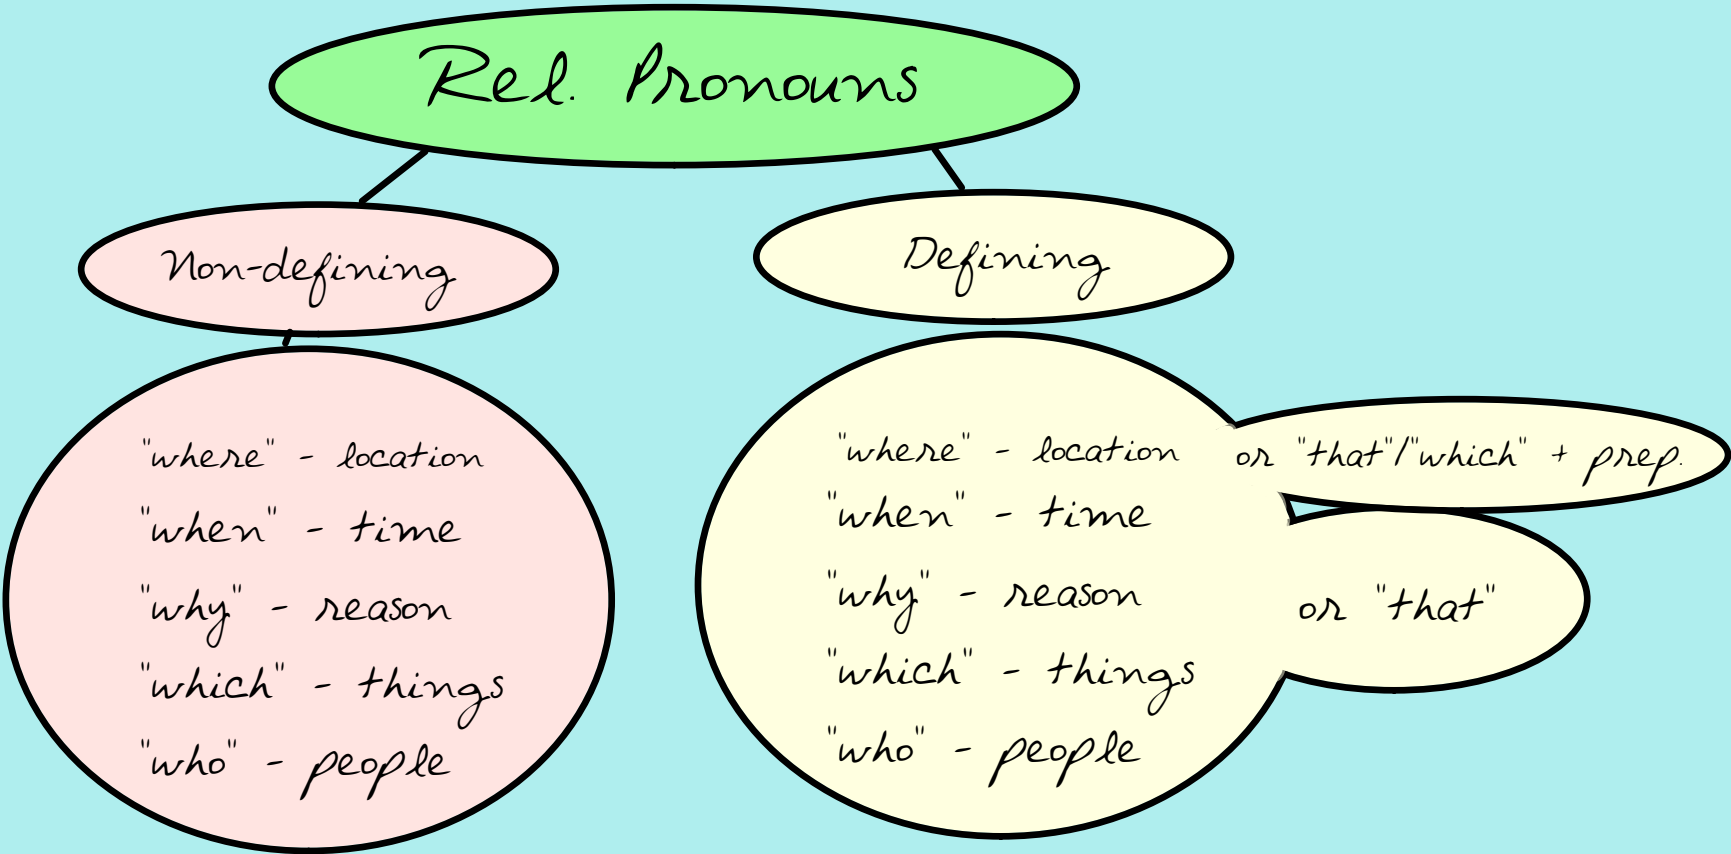 Rel. Pronouns
Non-defining
"where" - location
"when" - time
"why" - reason
"which" - things
"who" - people
Defining
"where" - location or "that"/"which" + prep.
"when" - time
"why" - reason or "that"
"which" - things
"who" - people